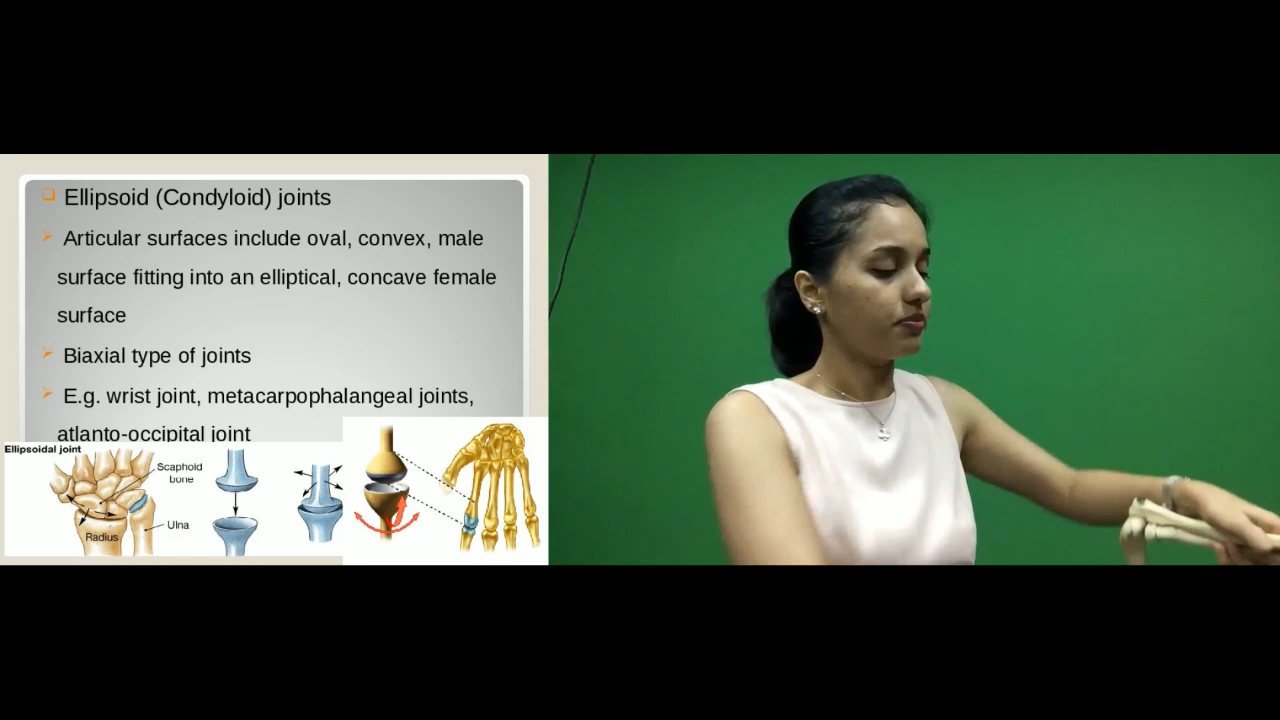 Ellipsoid (Condyloid) joints
Articular surfaces include oval, convex, male
surface fitting into an elliptical, concave female
surface
Biaxial type of joints
E.g. wrist joint, metacarpophalangeal joints,
atlanto-occipital joint
Ellipsoidal joint
Scaphoid
bone
Ulna
Radius